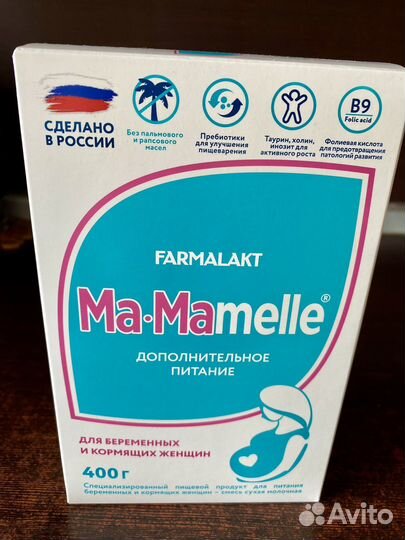 СДЕЛАНО
В РОССИИ
Без пальмового
и рапсового
масел
Пребиотики
для улучшения
пищеварения
Таурин, холин,
инозит для
активного роста
B9
Folic acid
Фолиевая кислота
для предотвращения
патологий развития
FARMALAKT
Ma·Mamelle®
ДОПОЛНИТЕЛЬНОЕ
ПИТАНИЕ
ДЛЯ БЕРЕМЕННЫХ
И КОРМЯЩИХ ЖЕНЩИН
400 г
Специализированный пищевой продукт для питания
беременных и кормящих женщин – смесь сухая молочная
Avito